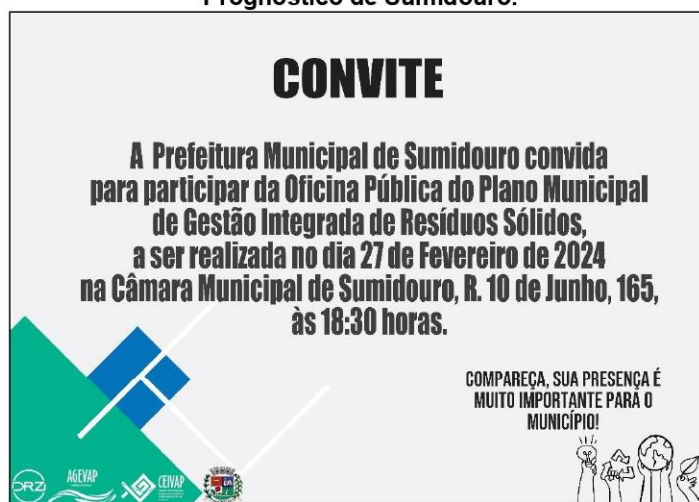 Prognóstico de Sumidouro.
CONVITE
A Prefeitura Municipal de Sumidouro convida
para participar da Oficina Pública do Plano Municipal
de Gestão Integrada de Resíduos Sólidos,
a ser realizada no dia 27 de Fevereiro de 2024
na Câmara Municipal de Sumidouro, R. 10 de Junho, 165,
às 18:30 horas.
COMPAREÇA, SUA PRESENÇA É
MUITO IMPORTANTE PARA O
MUNICÍPIO!
DRZ
AGEVAP
CEIVAP